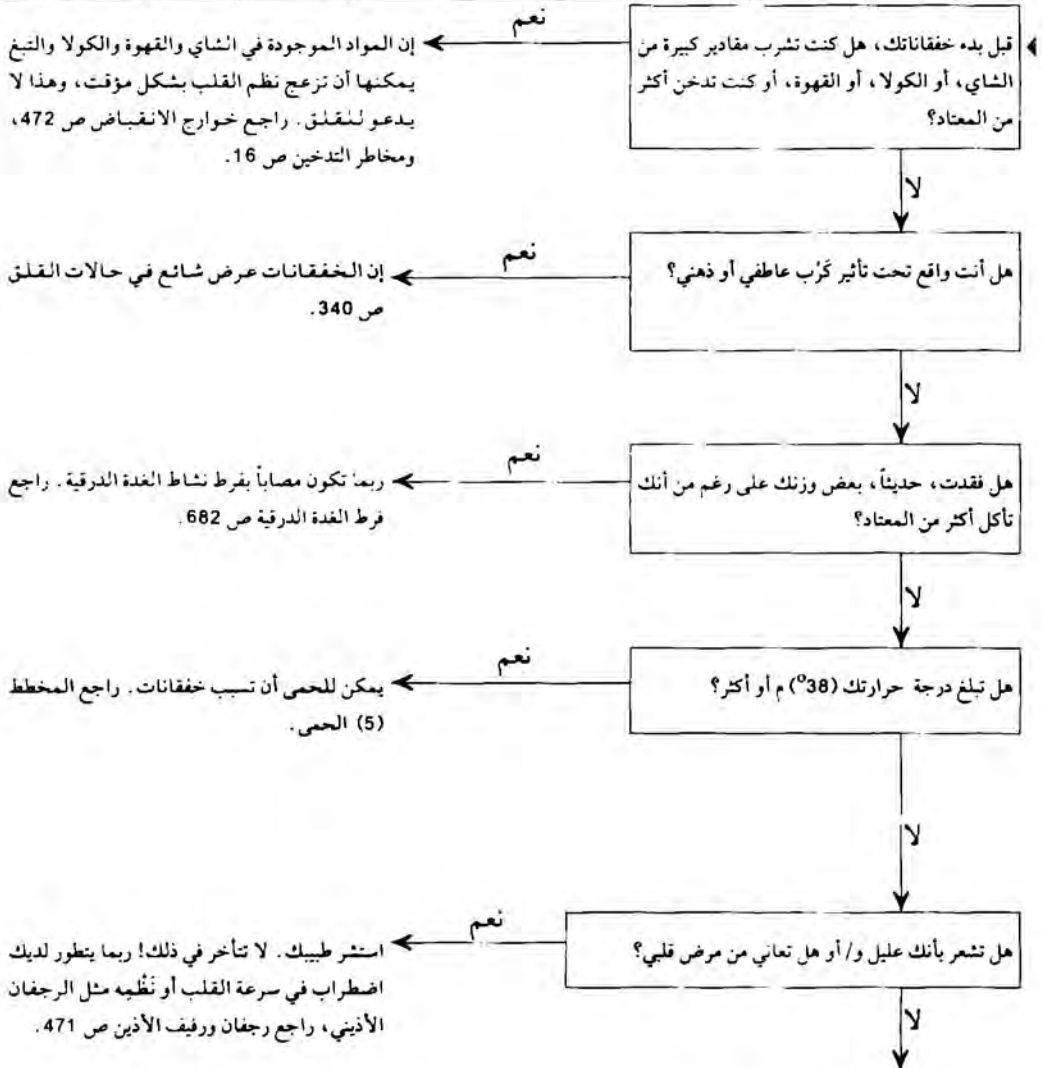 قبل بدء خفقاناتك، هل كنت تشرب مقادير كبيرة من
الشاي، أو الكولا، أو القهوة، أو كنت تدخن أكثر
من المعتاد؟
نعم
إن المواد الموجودة في الشاي والقهوة والكولا والتبغ
يمكنها أن تزعج نظم القلب بشكل مؤقت، وهذا لا
يدعو للقلق. راجع خوارج الانقباض ص 472،
ومخاطر التدخين ص 16.
لا
هل أنت واقع تحت تأثير كَرْب عاطفي أو ذهني؟
نعم
إن الخفقانات عرض شائع في حالات القلق
ص 340.
لا
هل فقدت، حديثاً، بعض وزنك على رغم من أنك
تأكل أكثر من المعتاد؟
نعم
ربما تكون مصاباً بفرط نشاط الغدة الدرقية. راجع
فرط الغدة الدرقية ص 682.
لا
هل تبلغ درجة حرارتك (38°) م أو أكثر؟
نعم
يمكن للحمى أن تسبب خفقانات. راجع المخطط
(5) الحمى.
لا
هل تشعر بأنك عليل و/ أو هل تعاني من مرض قلبي؟
نعم
استشر طبيبك. لا تتأخر في ذلك! ربما يتطور لديك
اضطراب في سرعة القلب أو نَظْمِه مثل الرجفان
الأذيني، راجع رجفان ورفيف الأذين ص 471.
لا